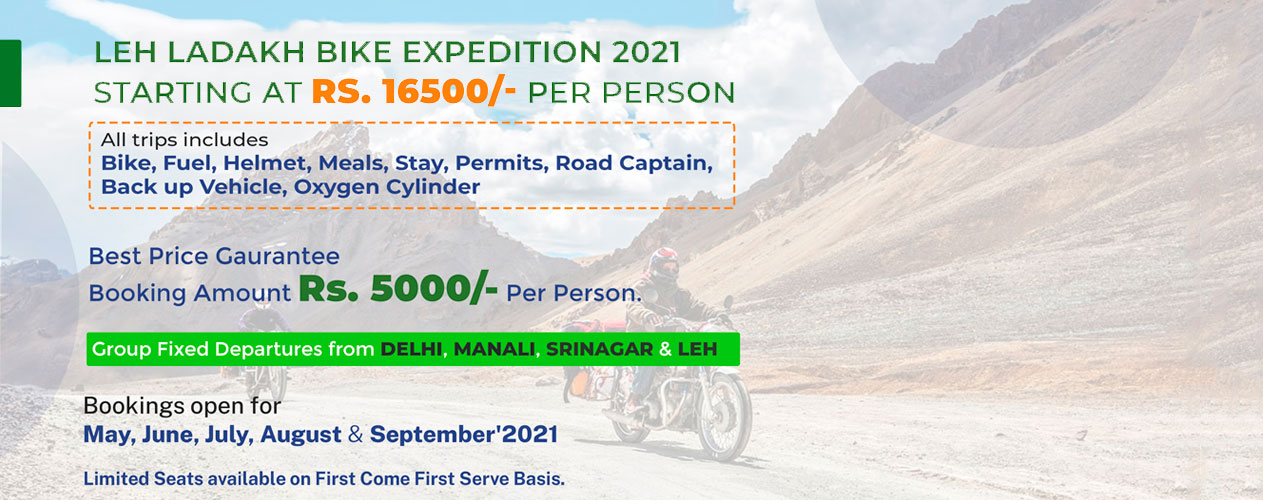 LEH LADAKH BIKE EXPEDITION 2021
STARTING AT RS. 16500/- PER PERSON
All trips includes
Bike, Fuel, Helmet, Meals, Stay, Permits, Road Captain,
Back up Vehicle, Oxygen Cylinder
Best Price Gaurantee
Booking Amount Rs. 5000/- Per Person.
Group Fixed Departures from DELHI, MANALI, SRINAGAR & LEH
Bookings open for
May, June, July, August & September'2021
Limited Seats available on First Come First Serve Basis.